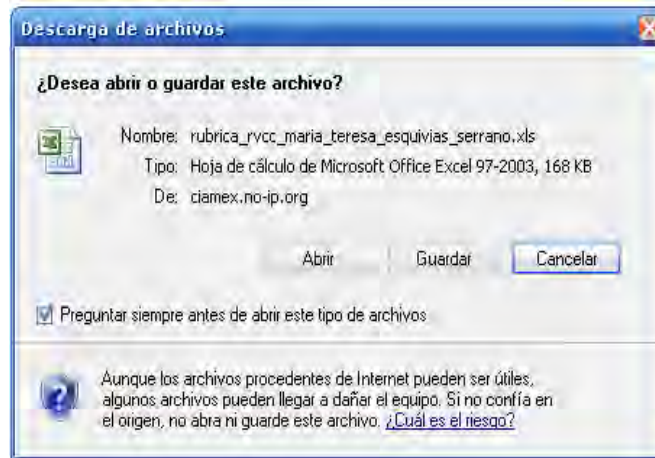 Descarga de archivos
¿Desea abrir o guardar este archivo?
Nombre: rubrica_rvcc_maria_teresa_esquivias_serrano.xls
Tipo: Hoja de cálculo de Microsoft Office Excel 97-2003, 168 KB
De: ciamex.no-ip.org
Abrir Guardar Cancelar
Preguntar siempre antes de abrir este tipo de archivos
Aunque los archivos procedentes de Internet pueden ser útiles,
algunos archivos pueden llegar a dañar el equipo. Si no confía en
el origen, no abra ni guarde este archivo. ¿Cuál es el riesgo?